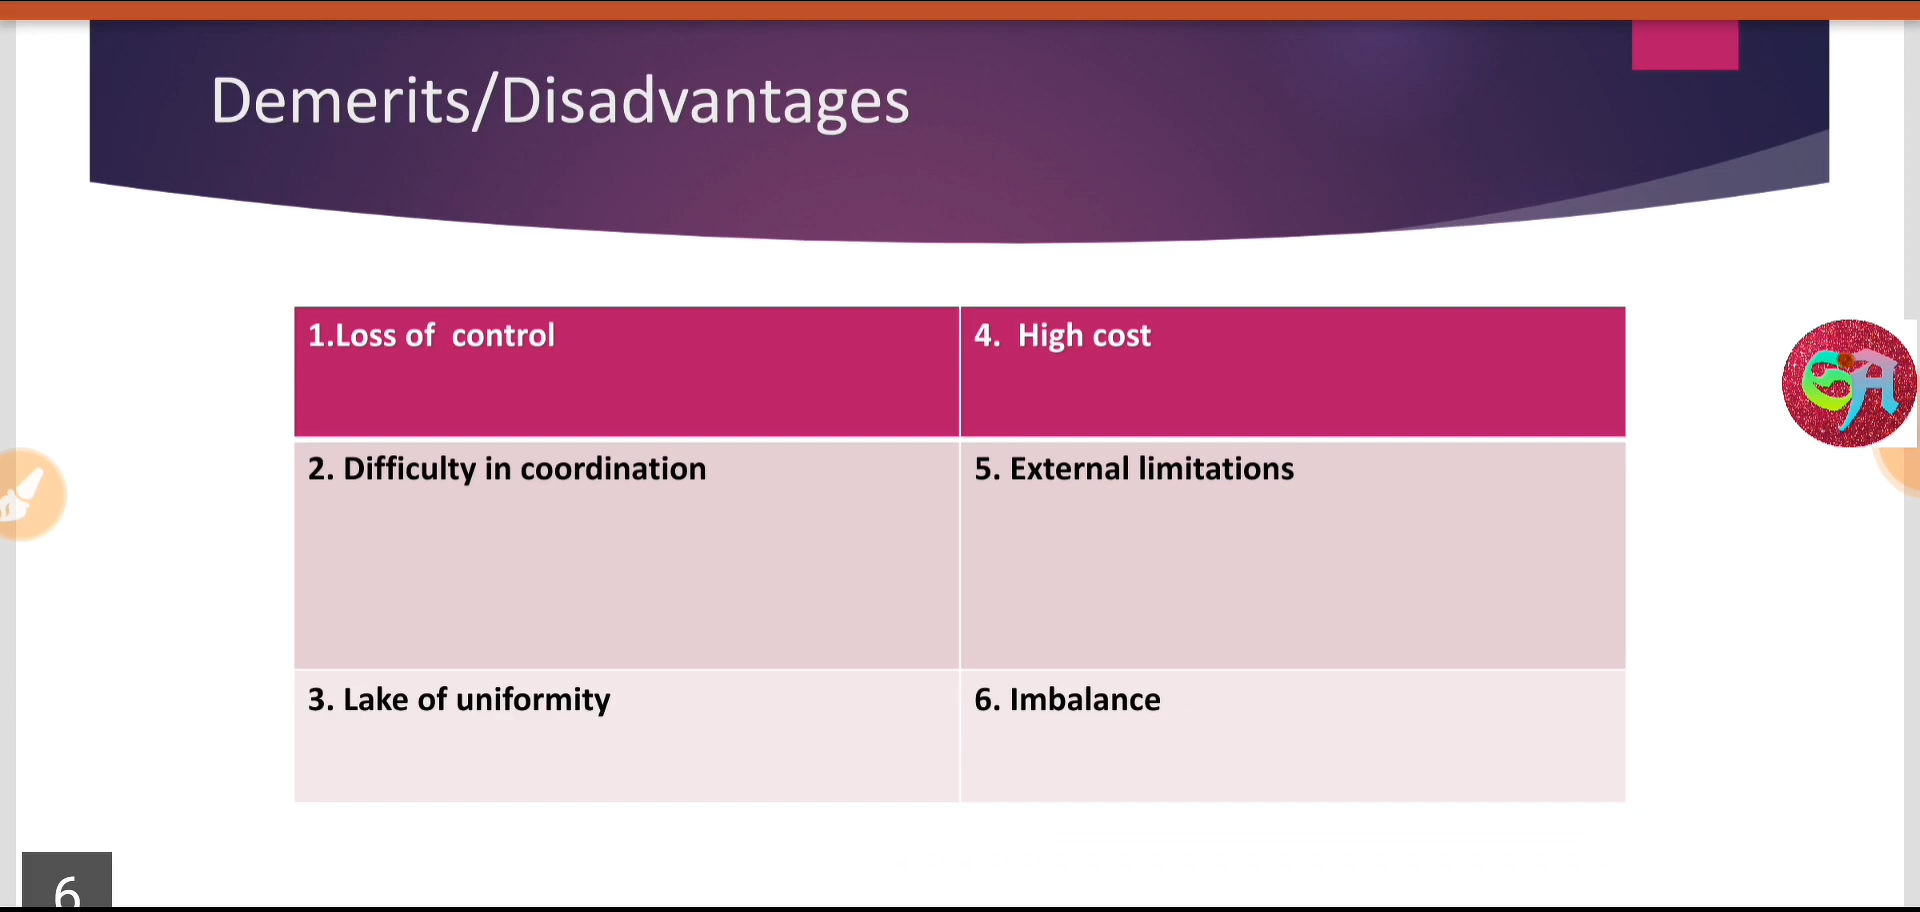 Demerits/Disadvantages
1.Loss of  control
4.  High cost
2. Difficulty in coordination
5. External limitations
3. Lake of uniformity
6. Imbalance
6